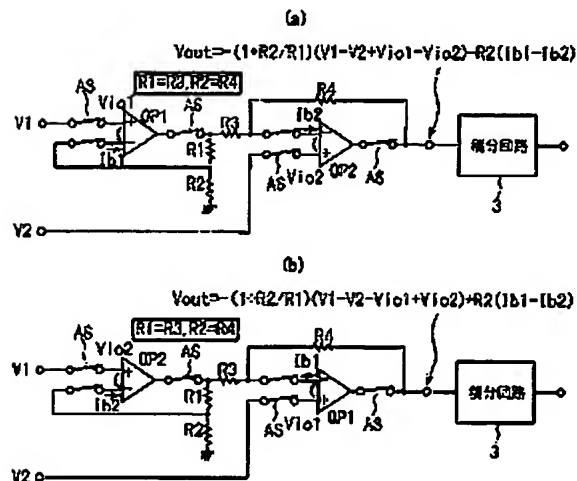 (a)
Vout=-(1+R2/R1)(V1-V2+Vio1-Vio2)-R2(Ib1-Ib2)
R1=R3,R2=R4
AS
Vio1
V1
OP1
AS
R3
R4
Ib2
Ib1
R1
R2
AS
Vio2
OP2
AS
V2
積分回路
3
(b)
Vout=-(1+R2/R1)(V1-V2-Vio1+Vio2)+R2(Ib1-Ib2)
R1=R3,R2=R4
AS
Vio2
V1
OP2
AS
R3
R4
Ib1
Ib2
R1
R2
AS
Vio1
OP1
AS
V2
積分回路
3